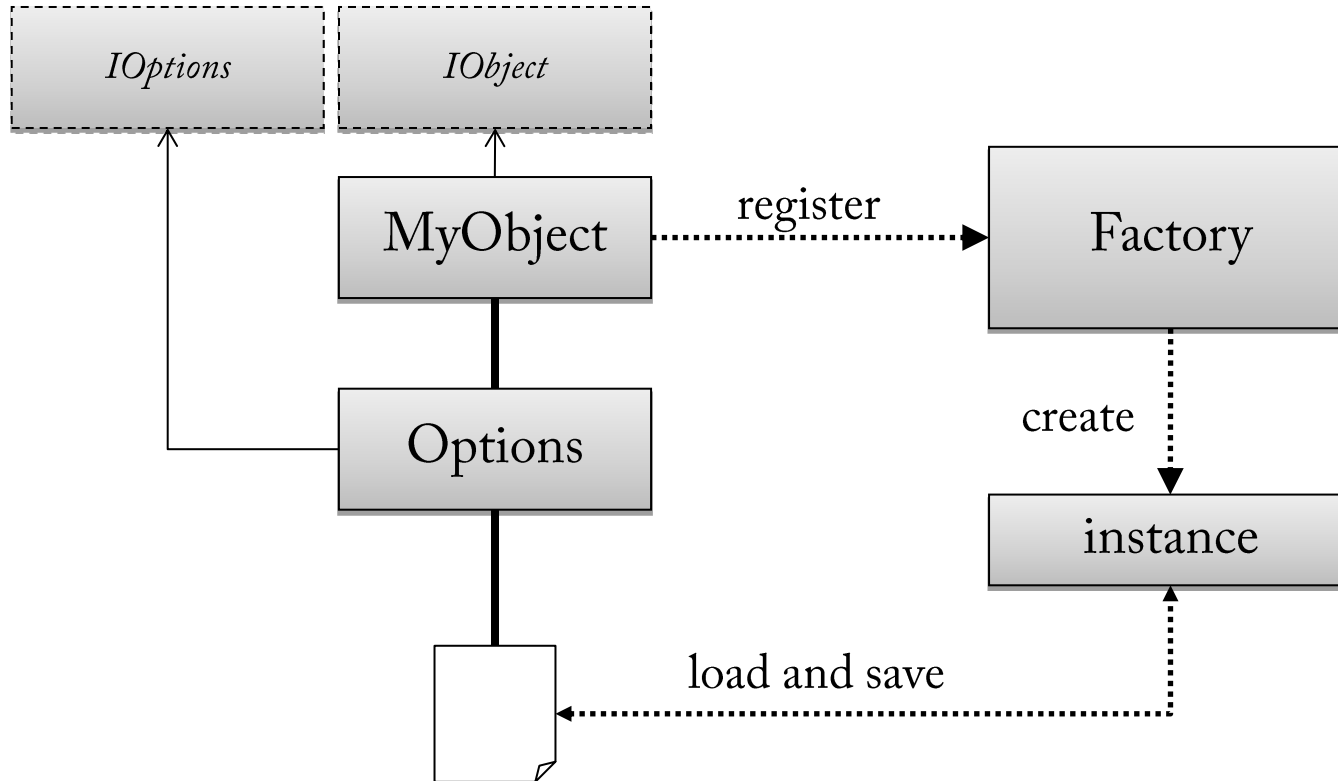 IOptions
IObject
MyObject
register
Factory
Options
create
instance
load and save